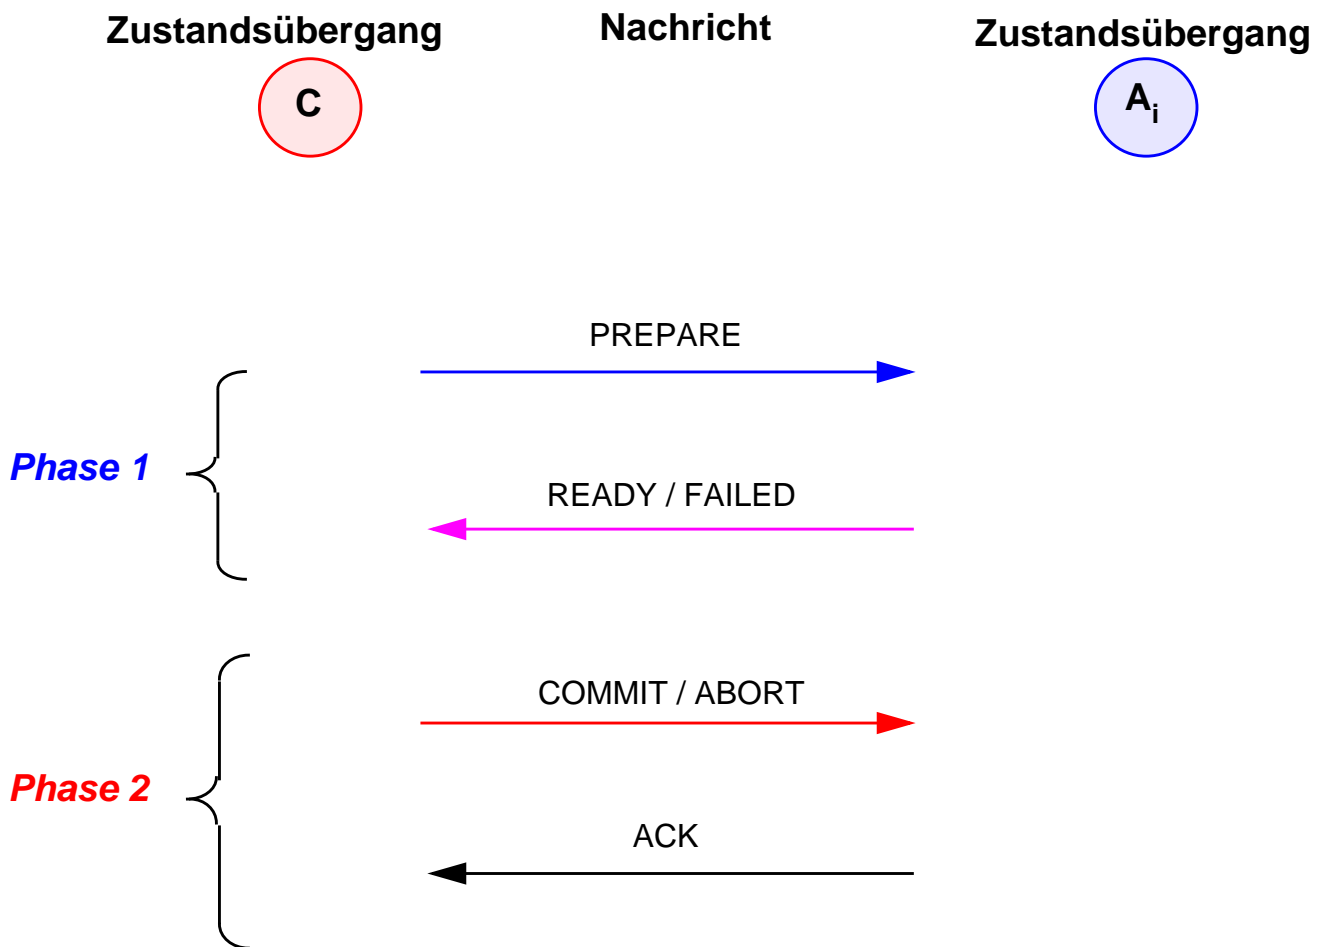 Zustandsübergang
Nachricht
Zustandsübergang
C
Ai
PREPARE
Phase 1
READY / FAILED
COMMIT / ABORT
Phase 2
ACK